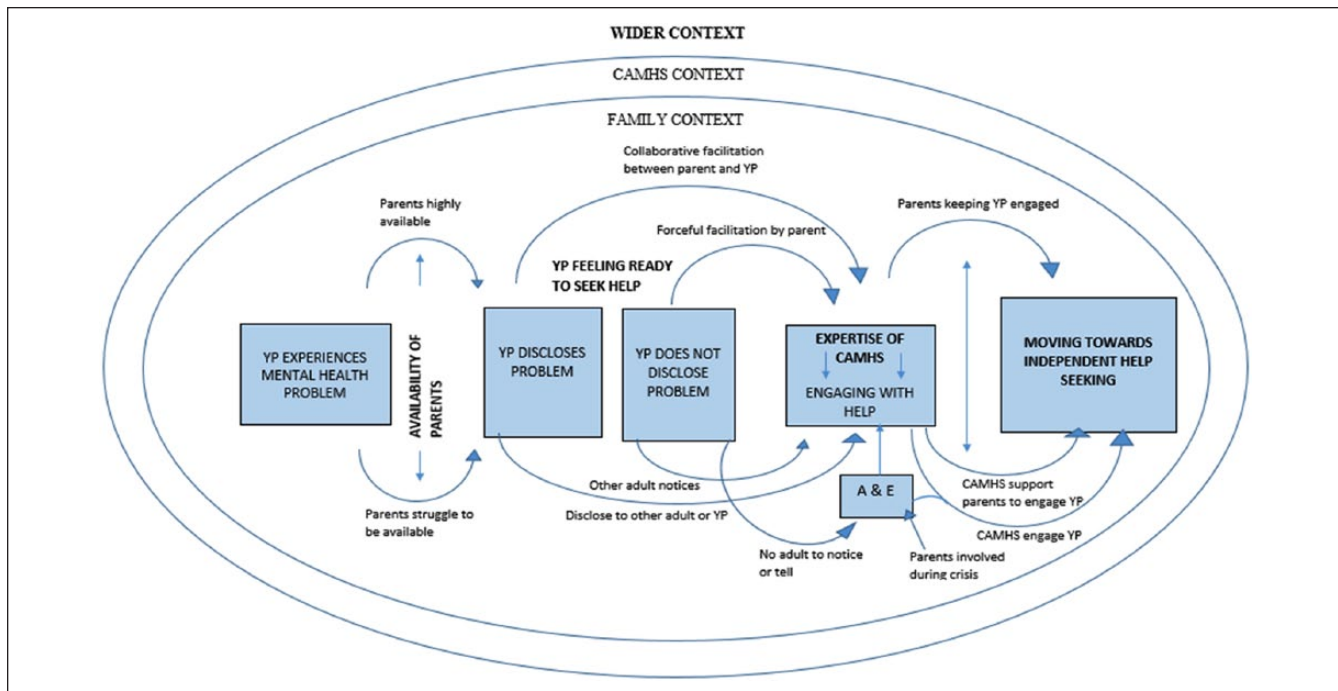 WIDER CONTEXT
CAMHS CONTEXT
FAMILY CONTEXT
Collaborative facilitation
between parent and YP
Parents highly
available
Parents keeping YP engaged
Forceful facilitation by parent
YP FEELING READY
TO SEEK HELP
YP EXPERIENCES
MENTAL HEALTH
PROBLEM
AVAILABILITY OF
PARENTS
YP DISCLOSES
PROBLEM
YP DOES NOT
DISCLOSE
PROBLEM
EXPERTISE OF
CAMHS
ENGAGING WITH
HELP
MOVING TOWARDS
INDEPENDENT HELP
SEEKING
Other adult notices
Disclose to other adult or YP
Parents struggle to
be available
A & E
CAMHS support
parents to engage YP
CAMHS engage YP
No adult to notice
or tell
Parents involved
during crisis